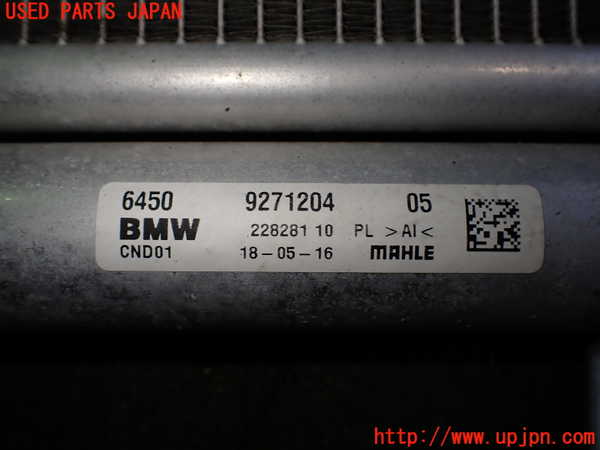 USED PARTS JAPAN
6450 9271204 05
BMW 228281 10 PL >Al<
CND01 18-05-16 MAHLE
© www.upjpn.com